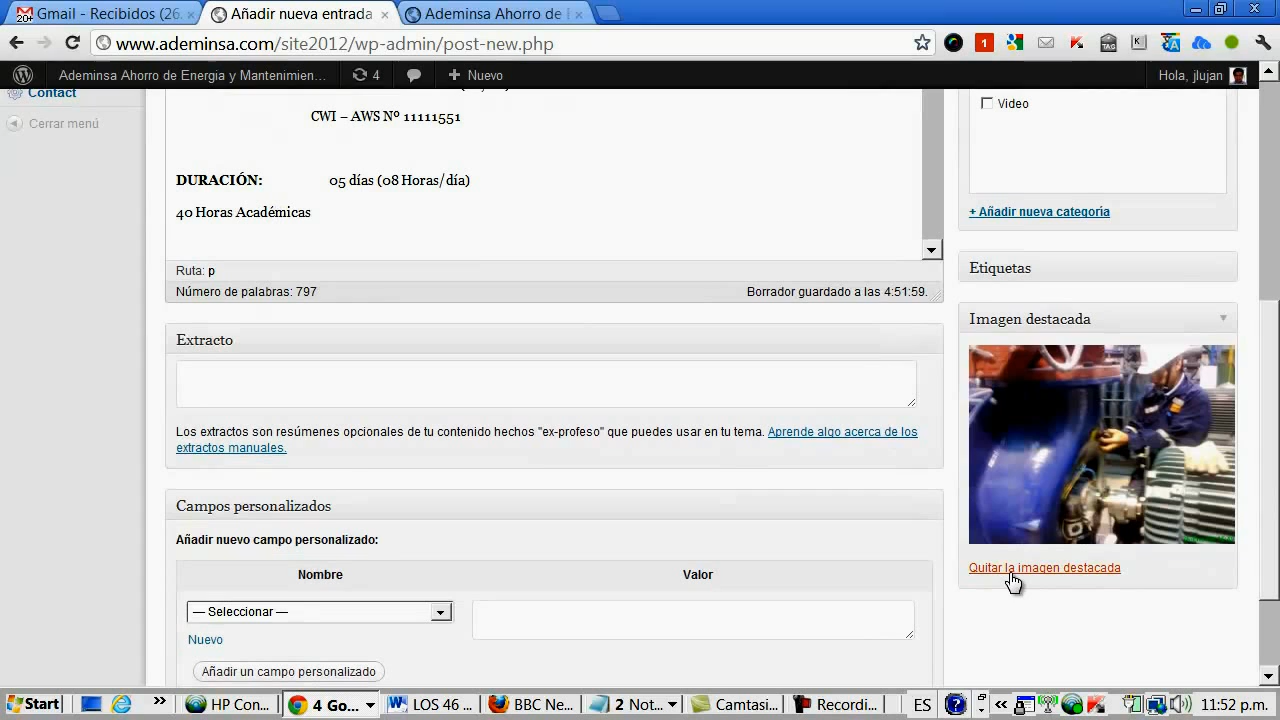 Gmail - Recibidos (26.
Añadir nueva entrada
Ademinsa Ahorro de
www.ademinsa.com/site2012/wp-admin/post-new.php
Ademinsa Ahorro de Energia y Mantenimien...
4
Nuevo
Hola, jlujan
Contact
Cerrar menú
CWI – AWS Nº 11111551
DURACIÓN: 05 días (08 Horas/día)
40 Horas Académicas
Ruta: p
Número de palabras: 797
Borrador guardado a las 4:51:59.
Extracto
Los extractos son resúmenes opcionales de tu contenido hechos "ex-profeso" que puedes usar en tu tema. Aprende algo acerca de los
extractos manuales.
Campos personalizados
Añadir nuevo campo personalizado:
Nombre
Valor
— Seleccionar —
Nuevo
Añadir un campo personalizado
Video
+ Añadir nueva categoría
Etiquetas
Imagen destacada
Quitar la imagen destacada
Start
HP Con...
4 Go...
LOS 46 ...
BBC Ne...
2 Not...
Camtasi...
Recordi...
ES
11:52 p.m.